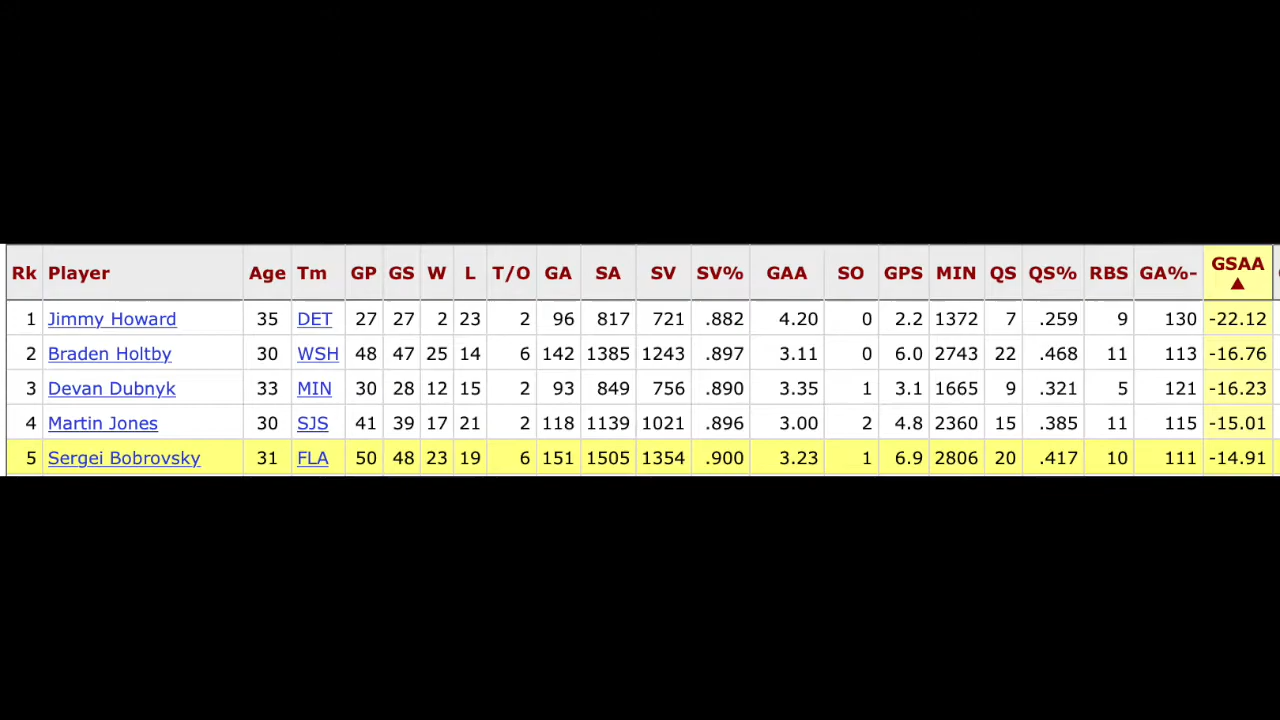 Rk Player Age Tm GP GS W L T/O GA SA SV SV% GAA SO GPS MIN QS QS% RBS GA%- GSAA ▲
1 Jimmy Howard 35 DET 27 27 2 23 2 96 817 721 .882 4.20 0 2.2 1372 7 .259 9 130 -22.12
2 Braden Holtby 30 WSH 48 47 25 14 6 142 1385 1243 .897 3.11 0 6.0 2743 22 .468 11 113 -16.76
3 Devan Dubnyk 33 MIN 30 28 12 15 2 93 849 756 .890 3.35 1 3.1 1665 9 .321 5 121 -16.23
4 Martin Jones 30 SJS 41 39 17 21 2 118 1139 1021 .896 3.00 2 4.8 2360 15 .385 11 115 -15.01
5 Sergei Bobrovsky 31 FLA 50 48 23 19 6 151 1505 1354 .900 3.23 1 6.9 2806 20 .417 10 111 -14.91